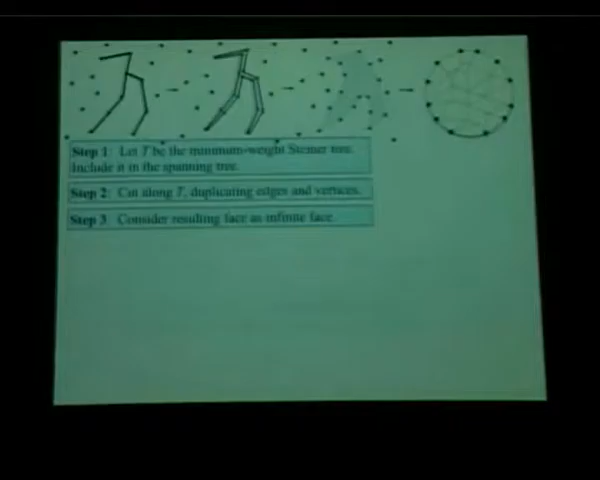 Step 1: Let T be the minimum-weight Steiner tree.
Include it in the spanning tree.
Step 2: Cut along T, duplicating edges and vertices.
Step 3: Consider resulting face as infinite face.